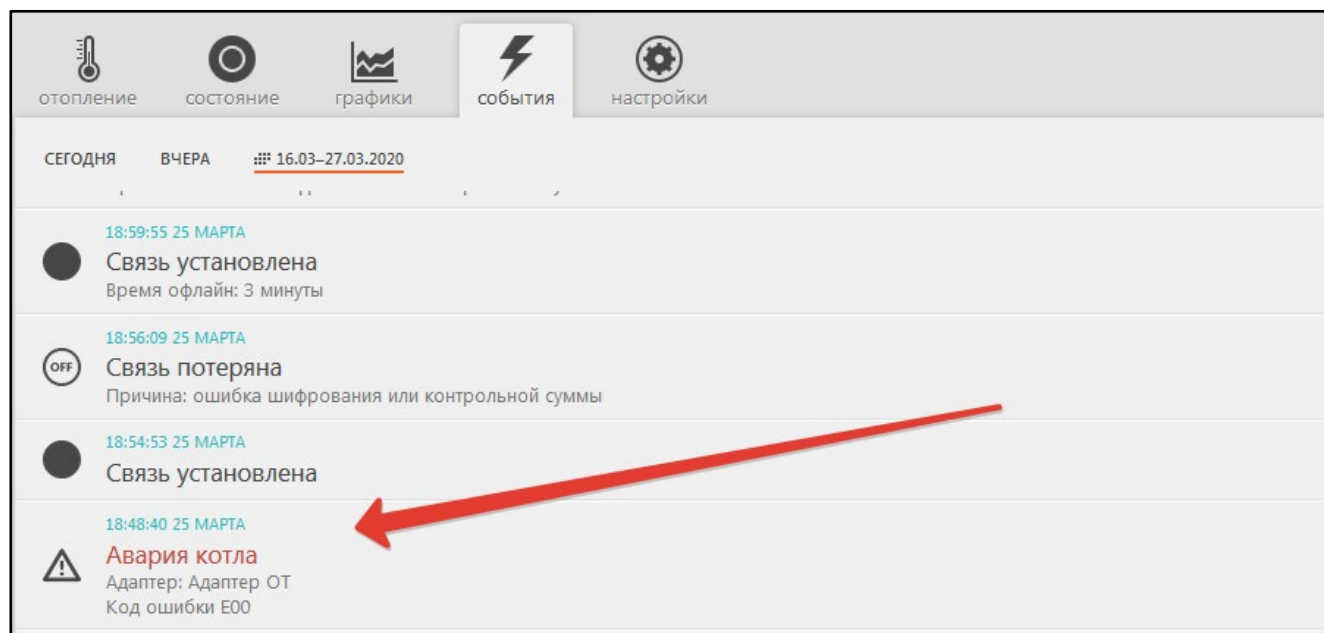 отопление
состояние
графики
события
настройки
СЕГОДНЯ ВЧЕРА 16.03–27.03.2020
18:59:55 25 МАРТА
Связь установлена
Время офлайн: 3 минуты
18:56:09 25 МАРТА
OFF
Связь потеряна
Причина: ошибка шифрования или контрольной суммы
18:54:53 25 МАРТА
Связь установлена
18:48:40 25 МАРТА
Авария котла
Адаптер: Адаптер ОТ
Код ошибки E00